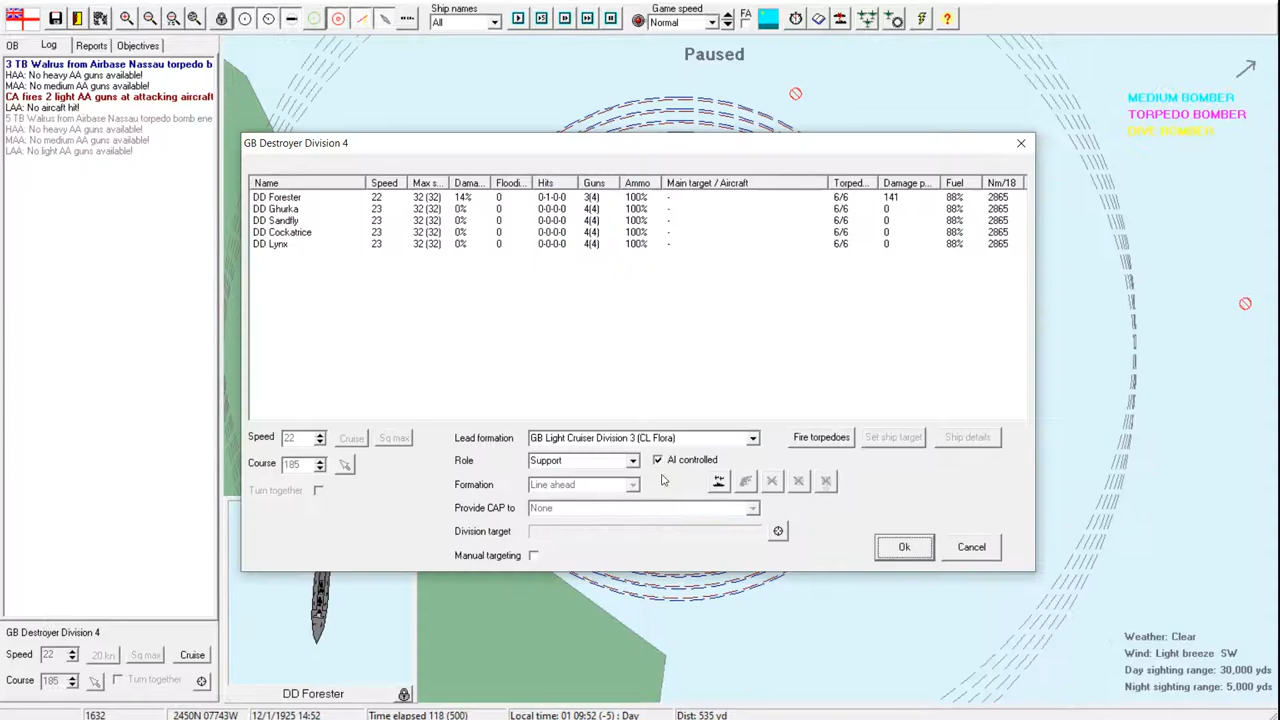 Ship names
All
Game speed
Normal
FA
OB Log Reports Objectives
3 TB Walrus from Airbase Nassau torpedo b
HAA: No heavy AA guns available!
MAA: No medium AA guns available!
CA fires 2 light AA guns at attacking aircraft
LAA: No aircraft hit!
5 TB Walrus from Airbase Nassau torpedo bomb ene
HAA: No heavy AA guns available!
MAA: No medium AA guns available!
LAA: No light AA guns available!
Paused
MEDIUM BOMBER
TORPEDO BOMBER
DIVE BOMBER
GB Destroyer Division 4
Name Speed Max s... Dama... Floodi... Hits Guns Ammo Main target / Aircraft Torped... Damage p... Fuel Nm/18
DD Forester 22 32 (32) 14% 0 0-1-0-0 3(4) 100% - 6/6 141 88% 2865
DD Ghurka 23 32 (32) 0% 0 0-0-0-0 4(4) 100% - 6/6 0 88% 2865
DD Sandfly 23 32 (32) 0% 0 0-0-0-0 4(4) 100% - 6/6 0 88% 2865
DD Cockatrice 23 32 (32) 0% 0 0-0-0-0 4(4) 100% - 6/6 0 88% 2865
DD Lynx 23 32 (32) 0% 0 0-0-0-0 4(4) 100% - 6/6 0 88% 2865
Speed 22 Cruise Sq max
Course 185
Turn together
Lead formation GB Light Cruiser Division 3 (CL Flora)
Role Support AI controlled
Formation Line ahead
Provide CAP to None
Division target
Manual targeting
Fire torpedoes Set ship target Ship details
Ok Cancel
GB Destroyer Division 4
Speed 22 20 kn Sq max Cruise
Course 185 Turn together
DD Forester
Weather: Clear
Wind: Light breeze SW
Day sighting range: 30,000 yds
Night sighting range: 5,000 yds
1632 2450N 07743W 12/1/1925 14:52 Time elapsed 118 (500) Local time: 01 09:52 (-5) : Day Dist: 535 yd